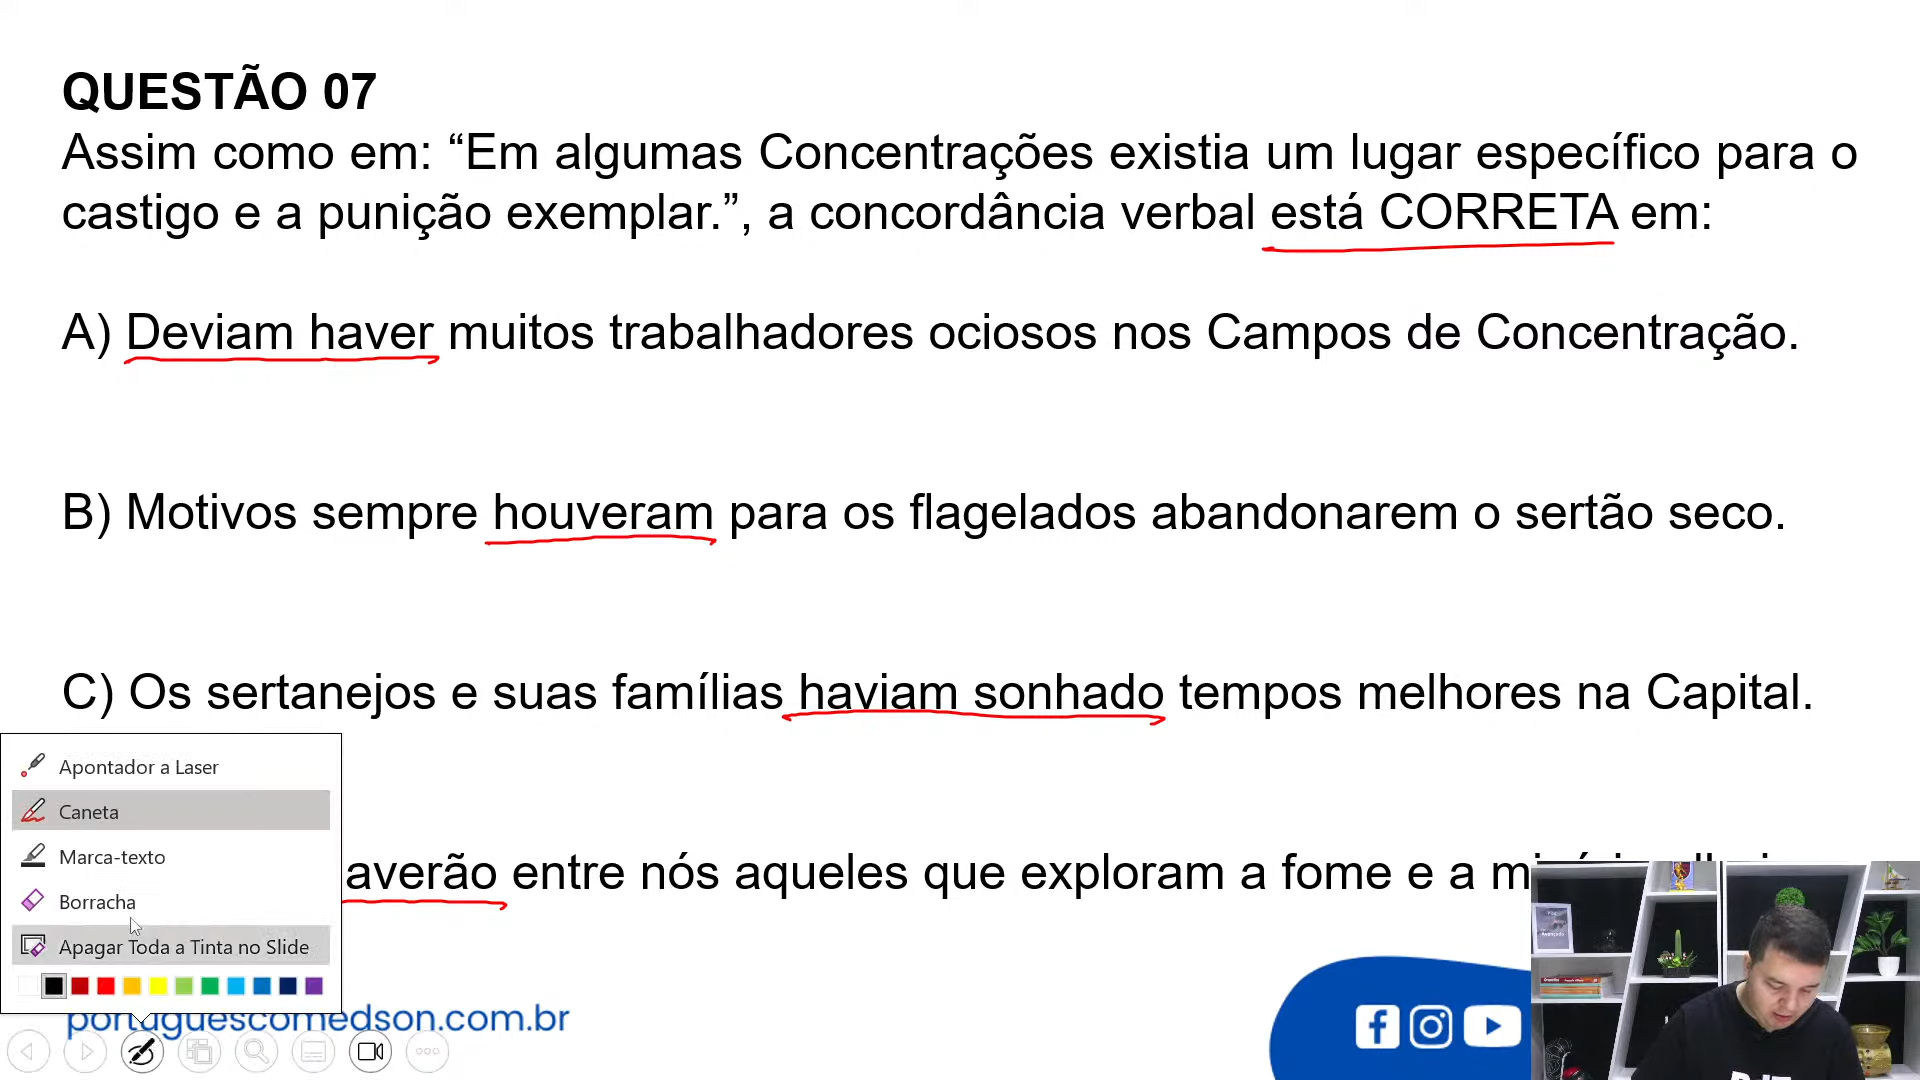 QUESTÃO 07
Assim como em: “Em algumas Concentrações existia um lugar específico para o
castigo e a punição exemplar.”, a concordância verbal está CORRETA em:
A) Deviam haver muitos trabalhadores ociosos nos Campos de Concentração.
B) Motivos sempre houveram para os flagelados abandonarem o sertão seco.
C) Os sertanejos e suas famílias haviam sonhado tempos melhores na Capital.
averão entre nós aqueles que exploram a fome e a
Apontador a Laser
Caneta
Marca-texto
Borracha
Apagar Toda a Tinta no Slide
portuguescomedson.com.br